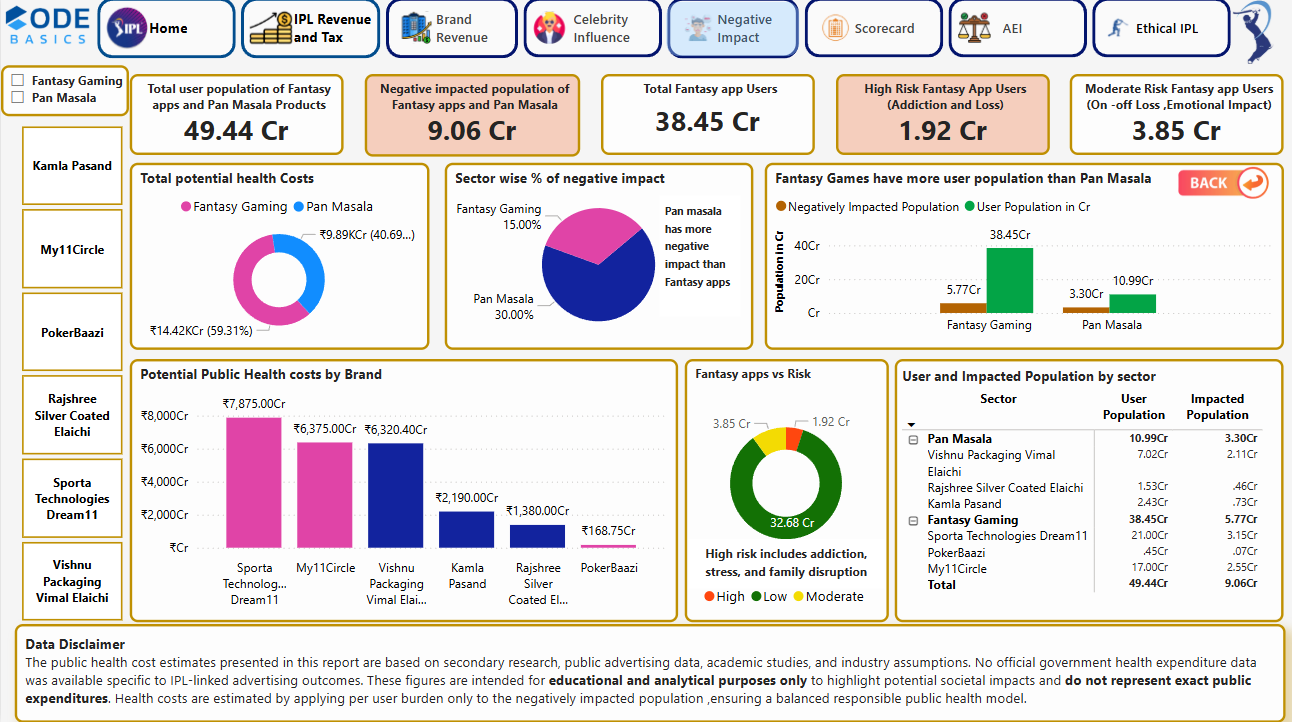 CODE
BASICS
IPL
Home
IPL Revenue
and Tax
Brand
Revenue
Celebrity
Influence
Negative
Impact
Scorecard
AEI
Ethical IPL
Fantasy Gaming
Pan Masala
Kamla Pasand
My11Circle
PokerBaazi
Rajshree
Silver Coated
Elaichi
Sporta
Technologies
Dream11
Vishnu
Packaging
Vimal Elaichi
Total user population of Fantasy
apps and Pan Masala Products
49.44 Cr
Negative impacted population of
Fantasy apps and Pan Masala
9.06 Cr
Total Fantasy app Users
38.45 Cr
High Risk Fantasy App Users
(Addiction and Loss)
1.92 Cr
Moderate Risk Fantasy app Users
(On -off Loss ,Emotional Impact)
3.85 Cr
Total potential health Costs
Fantasy Gaming Pan Masala
₹9.89KCr (40.69...)
₹14.42KCr (59.31%)
Sector wise % of negative impact
Fantasy Gaming
15.00%
Pan Masala
30.00%
Pan masala
has more
negative
impact than
Fantasy apps
Fantasy Games have more user population than Pan Masala
BACK
Negatively Impacted Population User Population in Cr
Population in Cr
40Cr
20Cr
Cr
5.77Cr
38.45Cr
3.30Cr
10.99Cr
Fantasy Gaming
Pan Masala
Potential Public Health costs by Brand
₹8,000Cr
₹6,000Cr
₹4,000Cr
₹2,000Cr
₹Cr
₹7,875.00Cr
₹6,375.00Cr
₹6,320.40Cr
₹2,190.00Cr
₹1,380.00Cr
₹168.75Cr
Sporta
Technolog...
Dream11
My11Circle
Vishnu
Packaging
Vimal Elai...
Kamla
Pasand
Rajshree
Silver
Coated El...
PokerBaazi
Fantasy apps vs Risk
3.85 Cr
1.92 Cr
32.68 Cr
High risk includes addiction,
stress, and family disruption
High Low Moderate
User and Impacted Population by sector
Sector User Population Impacted Population
Pan Masala 10.99Cr 3.30Cr
Vishnu Packaging Vimal 7.02Cr 2.11Cr
Elaichi
Rajshree Silver Coated Elaichi 1.53Cr .46Cr
Kamla Pasand 2.43Cr .73Cr
Fantasy Gaming 38.45Cr 5.77Cr
Sporta Technologies Dream11 21.00Cr 3.15Cr
PokerBaazi .45Cr .07Cr
My11Circle 17.00Cr 2.55Cr
Total 49.44Cr 9.06Cr
Data Disclaimer
The public health cost estimates presented in this report are based on secondary research, public advertising data, academic studies, and industry assumptions. No official government health expenditure data
was available specific to IPL-linked advertising outcomes. These figures are intended for educational and analytical purposes only to highlight potential societal impacts and do not represent exact public
expenditures. Health costs are estimated by applying per user burden only to the negatively impacted population ,ensuring a balanced responsible public health model.